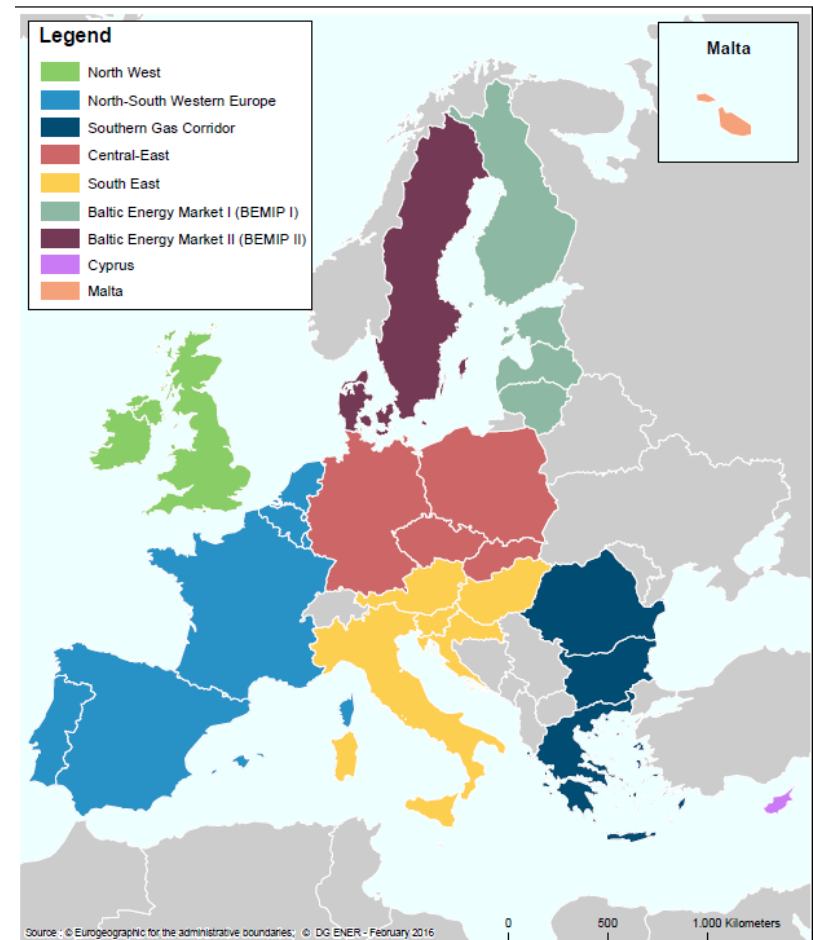 Legend
North West
North-South Western Europe
Southern Gas Corridor
Central-East
South East
Baltic Energy Market I (BEMIP I)
Baltic Energy Market II (BEMIP II)
Cyprus
Malta
Malta
0 500 1.000 Kilometers
Source : © Eurogeographic for the administrative boundaries; © DG ENER - February 2016